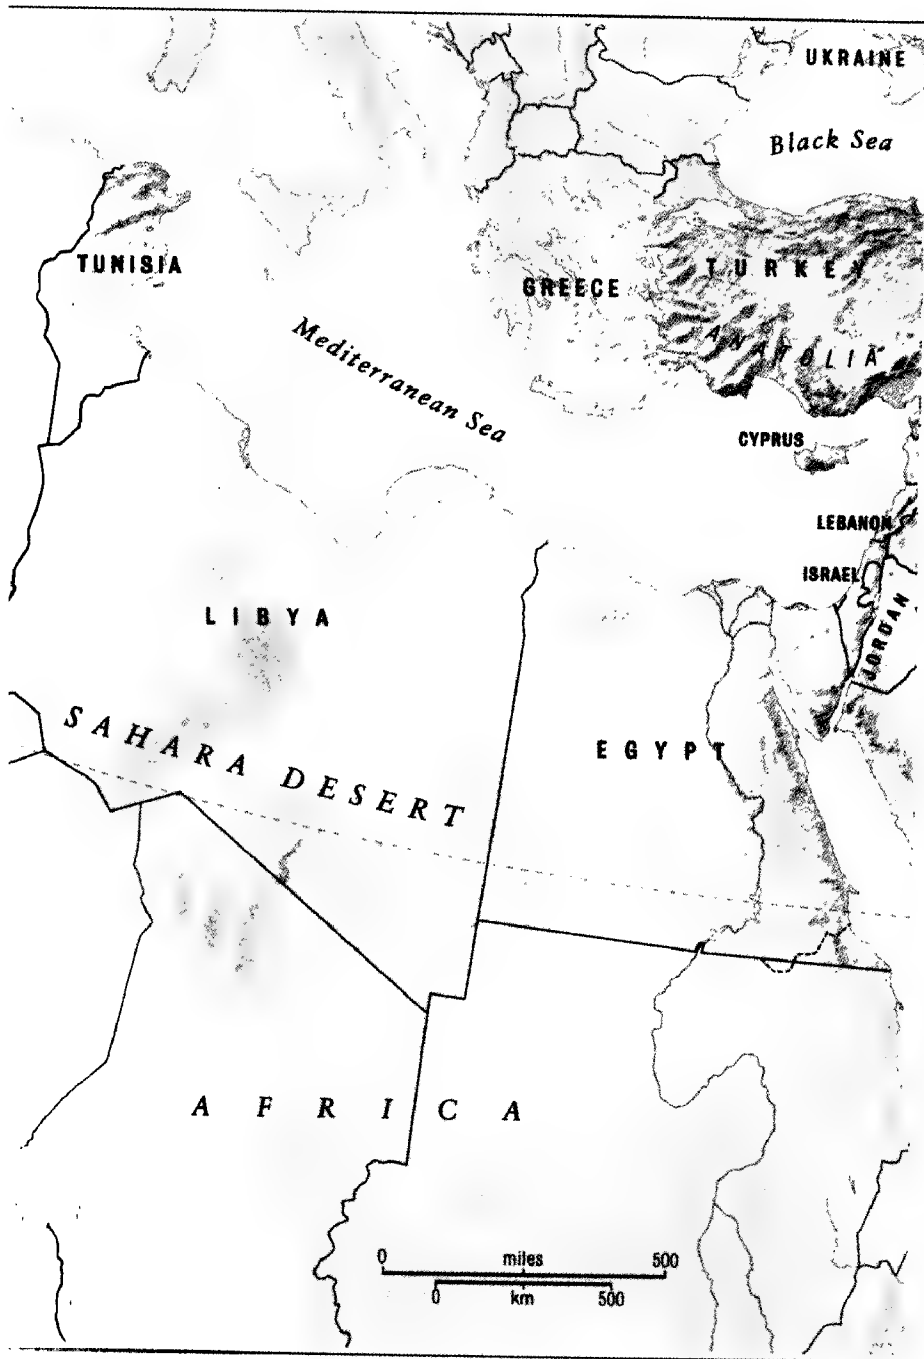 UKRAINE
Black Sea
TUNISIA
TURKEY
GREECE
Mediterranean Sea
ANATOLIA
CYPRUS
LEBANON
ISRAEL
LIBYA
JORDAN
SAHARA DESERT
EGYPT
AFRICA
0 miles 500
0 km 500